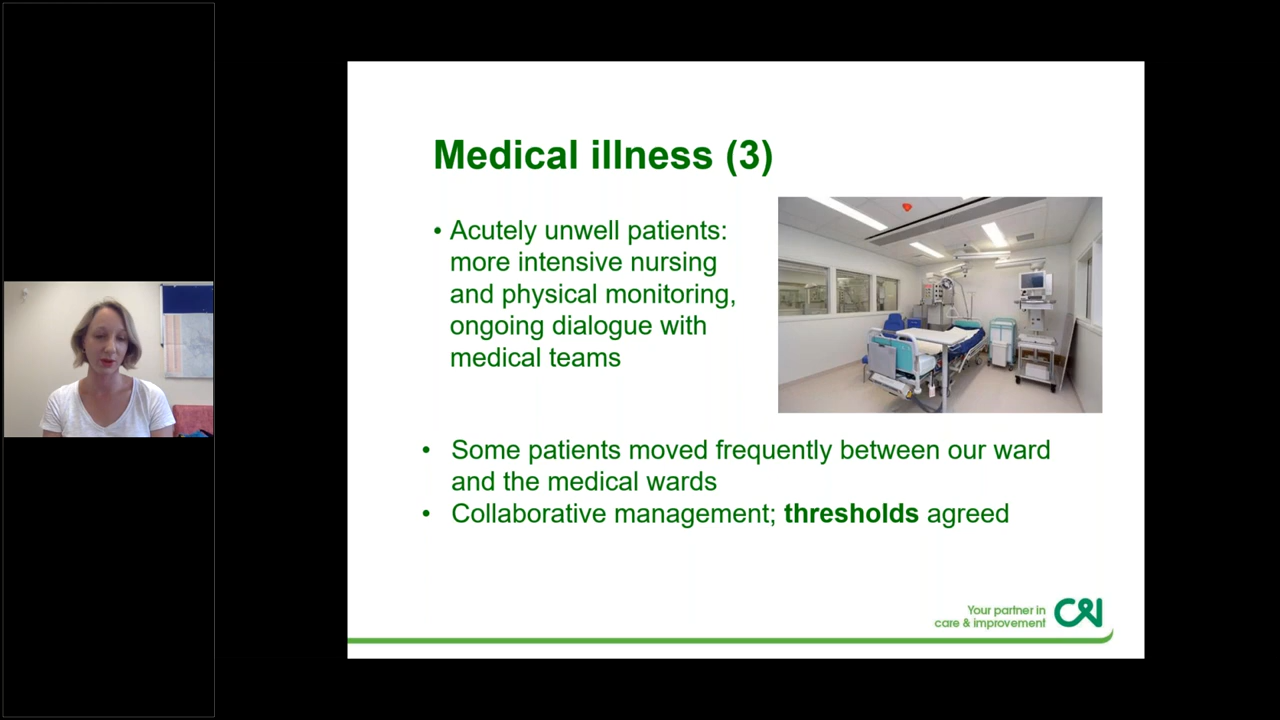 Medical illness (3)
• Acutely unwell patients:
more intensive nursing
and physical monitoring,
ongoing dialogue with
medical teams
• Some patients moved frequently between our ward
and the medical wards
• Collaborative management; thresholds agreed
Your partner in
care & improvement
C&I